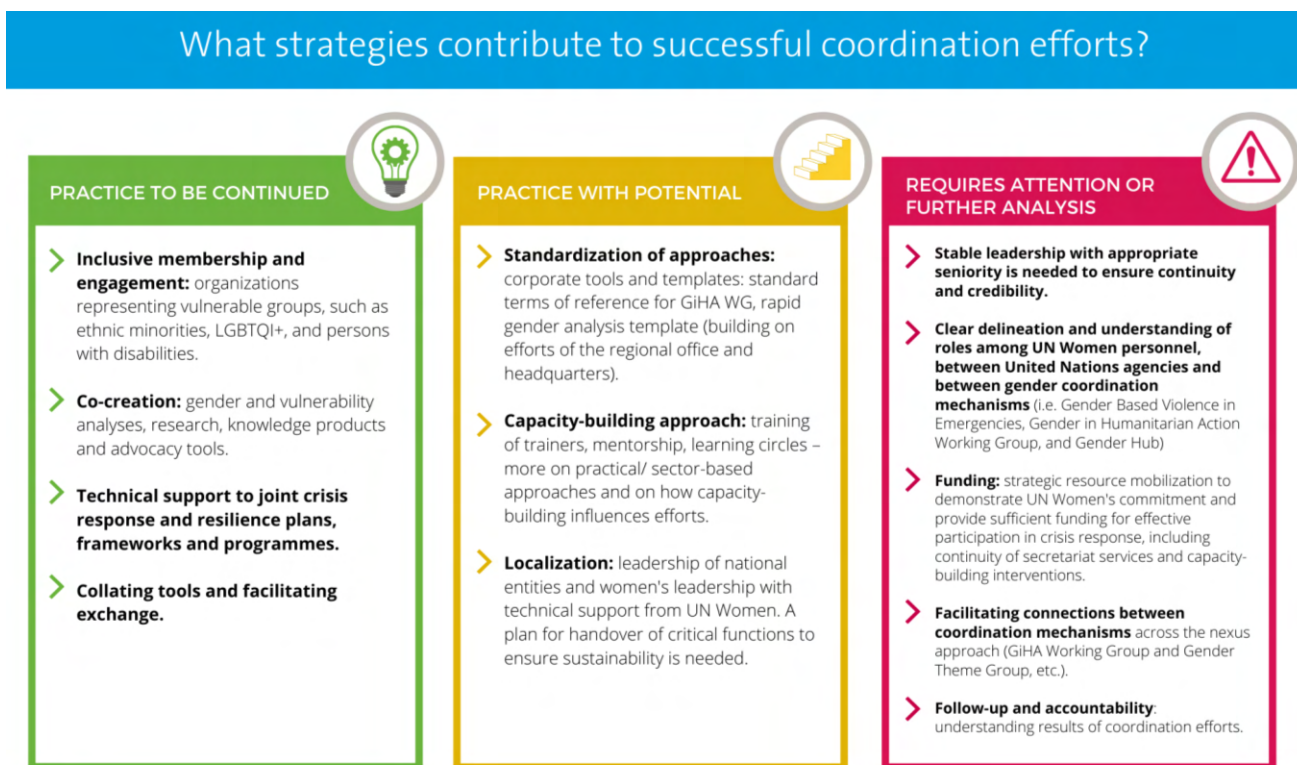 What strategies contribute to successful coordination efforts?
PRACTICE TO BE CONTINUED
Inclusive membership and
engagement: organizations
representing vulnerable groups, such as
ethnic minorities, LGBTQI+, and persons
with disabilities.
Co-creation: gender and vulnerability
analyses, research, knowledge products
and advocacy tools.
Technical support to joint crisis
response and resilience plans,
frameworks and programmes.
Collating tools and facilitating
exchange.
PRACTICE WITH POTENTIAL
Standardization of approaches:
corporate tools and templates: standard
terms of reference for GiHA WG, rapid
gender analysis template (building on
efforts of the regional office and
headquarters).
Capacity-building approach: training
of trainers, mentorship, learning circles –
more on practical/ sector-based
approaches and on how capacity-
building influences efforts.
Localization: leadership of national
entities and women's leadership with
technical support from UN Women. A
plan for handover of critical functions to
ensure sustainability is needed.
REQUIRES ATTENTION OR
FURTHER ANALYSIS
Stable leadership with appropriate
seniority is needed to ensure continuity
and credibility.
Clear delineation and understanding of
roles among UN Women personnel,
between United Nations agencies and
between gender coordination
mechanisms (i.e. Gender Based Violence in
Emergencies, Gender in Humanitarian Action
Working Group, and Gender Hub)
Funding: strategic resource mobilization to
demonstrate UN Women's commitment and
provide sufficient funding for effective
participation in crisis response, including
continuity of secretariat services and capacity-
building interventions.
Facilitating connections between
coordination mechanisms across the nexus
approach (GiHA Working Group and Gender
Theme Group, etc.).
Follow-up and accountability:
understanding results of coordination efforts.